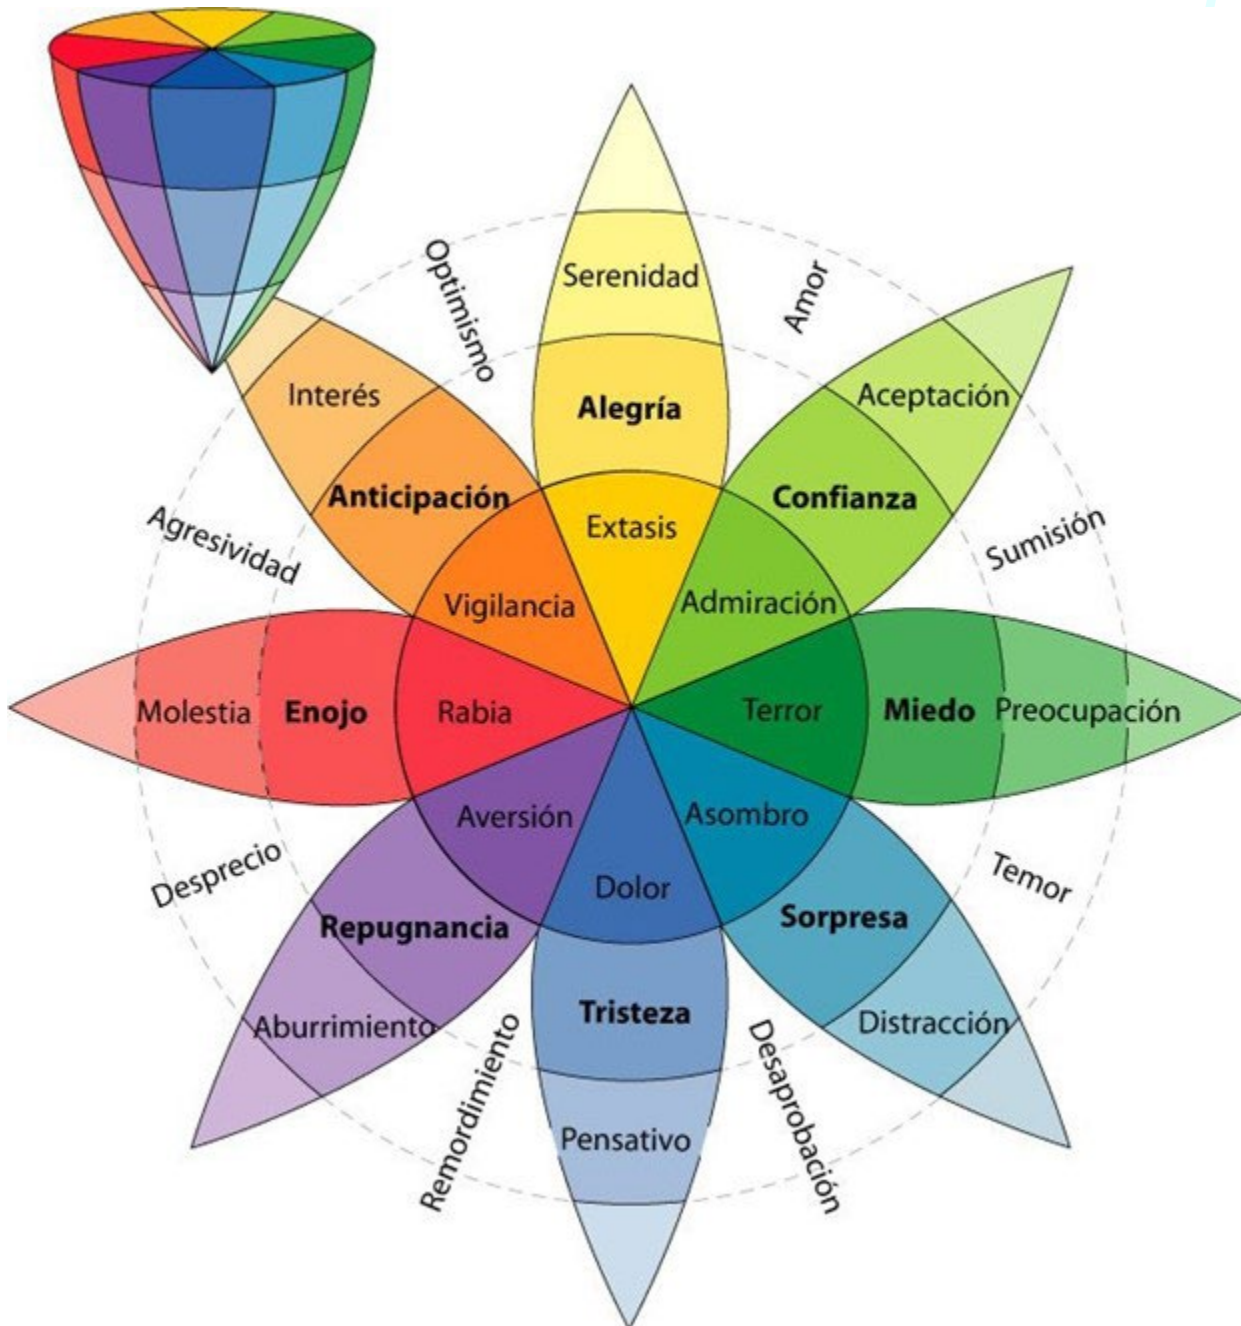 Optimismo
Serenidad
Amor
Interés
Alegría
Aceptación
Anticipación
Confianza
Agresividad
Extasis
Sumisión
Vigilancia
Admiración
Molestia
Enojo
Rabia
Terror
Miedo
Preocupación
Aversión
Asombro
Desprecio
Dolor
Temor
Repugnancia
Sorpresa
Tristeza
Aburrimiento
Distracción
Remordimiento
Pensativo
Desaprobación